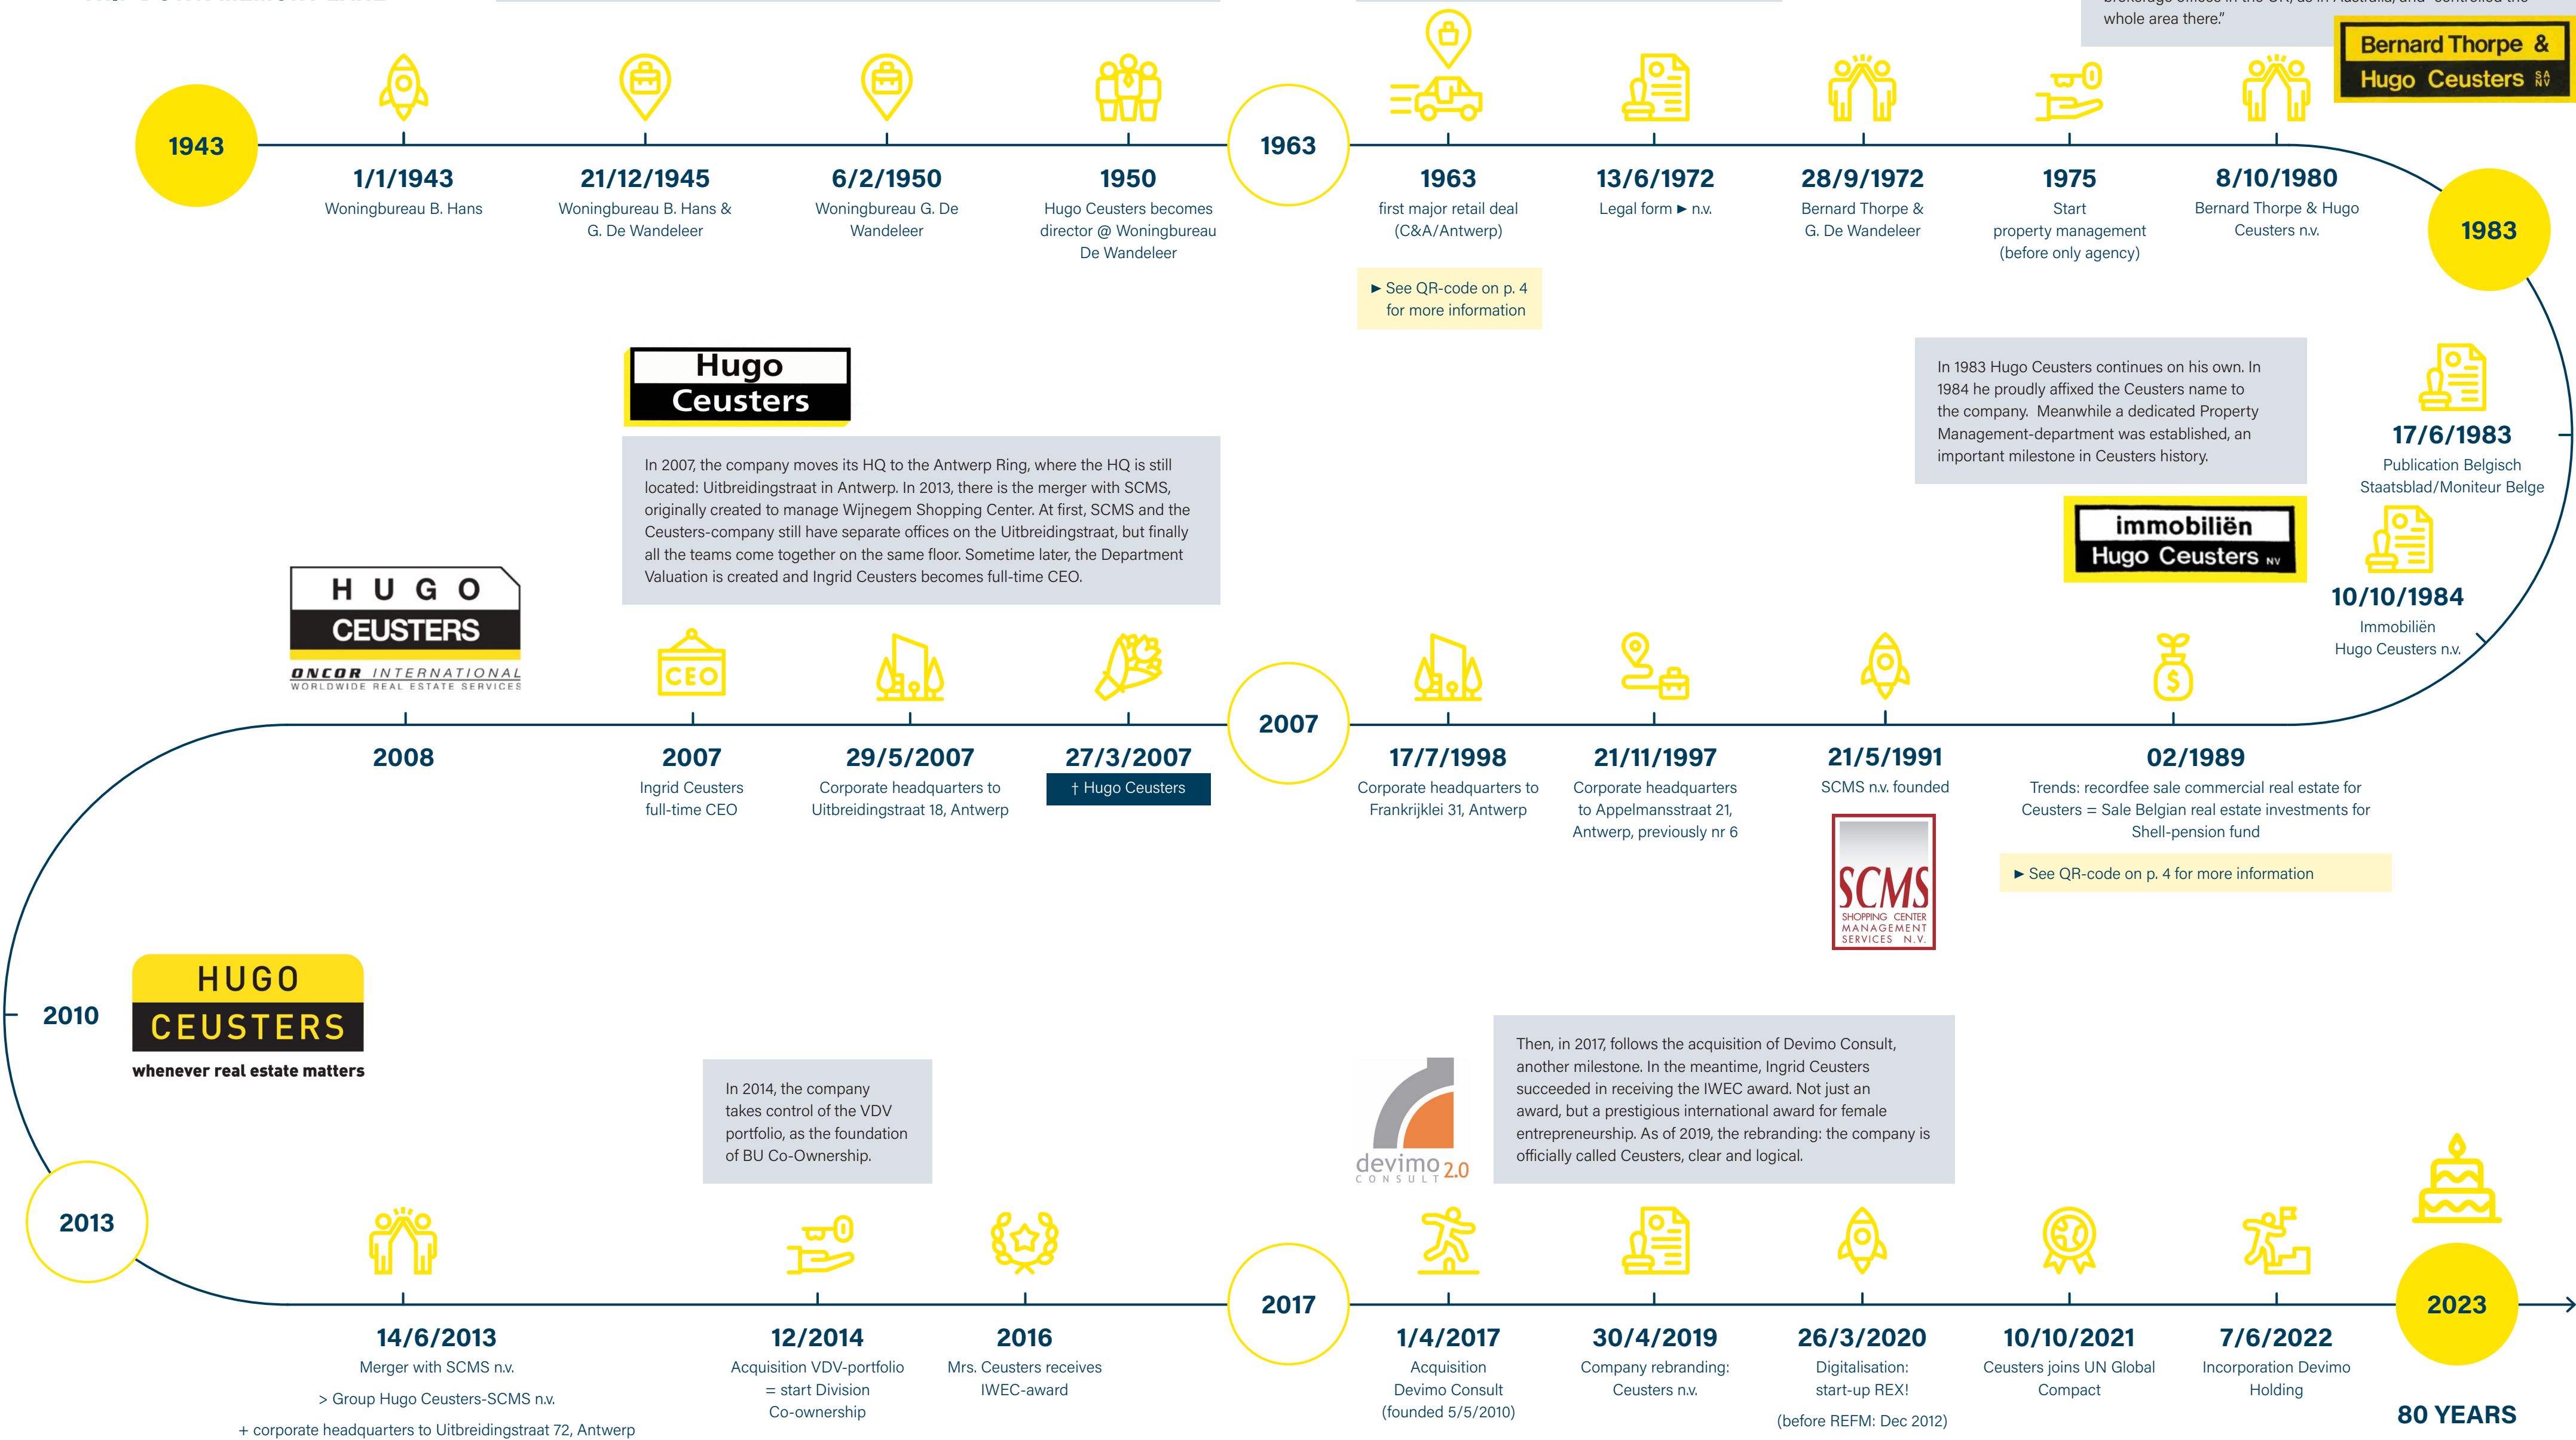 whole area there."
Bernard Thorpe &
Hugo Ceusters SA NV
1943
1963
1/1/1943
Woningbureau B. Hans
21/12/1945
Woningbureau B. Hans &
G. De Wandeleer
6/2/1950
Woningbureau G. De
Wandeleer
1950
Hugo Ceusters becomes
director @ Woningbureau
De Wandeleer
1963
first major retail deal
(C&A/Antwerp)
► See QR-code on p. 4
for more information
13/6/1972
Legal form ► n.v.
28/9/1972
Bernard Thorpe &
G. De Wandeleer
1975
Start
property management
(before only agency)
8/10/1980
Bernard Thorpe & Hugo
Ceusters n.v.
1983
In 1983 Hugo Ceusters continues on his own. In
1984 he proudly affixed the Ceusters name to
the company. Meanwhile a dedicated Property
Management-department was established, an
important milestone in Ceusters history.
17/6/1983
Publication Belgisch
Staatsblad/Moniteur Belge
immobiliën
Hugo Ceusters NV
10/10/1984
Immobiliën
Hugo Ceusters n.v.
Hugo
Ceusters
In 2007, the company moves its HQ to the Antwerp Ring, where the HQ is still
located: Uitbreidingstraat in Antwerp. In 2013, there is the merger with SCMS,
originally created to manage Wijnegem Shopping Center. At first, SCMS and the
Ceusters-company still have separate offices on the Uitbreidingstraat, but finally
all the teams come together on the same floor. Sometime later, the Department
Valuation is created and Ingrid Ceusters becomes full-time CEO.
HUGO
CEUSTERS
ONCOR INTERNATIONAL
WORLDWIDE REAL ESTATE SERVICES
CEO
2008
2007
Ingrid Ceusters
full-time CEO
29/5/2007
Corporate headquarters to
Uitbreidingstraat 18, Antwerp
27/3/2007
† Hugo Ceusters
2007
17/7/1998
Corporate headquarters to
Frankrijklei 31, Antwerp
21/11/1997
Corporate headquarters
to Appelmansstraat 21,
Antwerp, previously nr 6
21/5/1991
SCMS n.v. founded
SCMS
SHOPPING CENTER
MANAGEMENT
SERVICES N.V.
$
02/1989
Trends: recordfee sale commercial real estate for
Ceusters = Sale Belgian real estate investments for
Shell-pension fund
► See QR-code on p. 4 for more information
2010
HUGO
CEUSTERS
whenever real estate matters
In 2014, the company
takes control of the VDV
portfolio, as the foundation
of BU Co-Ownership.
devimo 2.0
CONSULT
Then, in 2017, follows the acquisition of Devimo Consult,
another milestone. In the meantime, Ingrid Ceusters
succeeded in receiving the IWEC award. Not just an
award, but a prestigious international award for female
entrepreneurship. As of 2019, the rebranding: the company is
officially called Ceusters, clear and logical.
2013
14/6/2013
Merger with SCMS n.v.
> Group Hugo Ceusters-SCMS n.v.
+ corporate headquarters to Uitbreidingstraat 72, Antwerp
12/2014
Acquisition VDV-portfolio
= start Division
Co-ownership
2016
Mrs. Ceusters receives
IWEC-award
2017
1/4/2017
Acquisition
Devimo Consult
(founded 5/5/2010)
30/4/2019
Company rebranding:
Ceusters n.v.
26/3/2020
Digitalisation:
start-up REX!
(before REFM: Dec 2012)
10/10/2021
Ceusters joins UN Global
Compact
7/6/2022
Incorporation Devimo
Holding
2023
80 YEARS